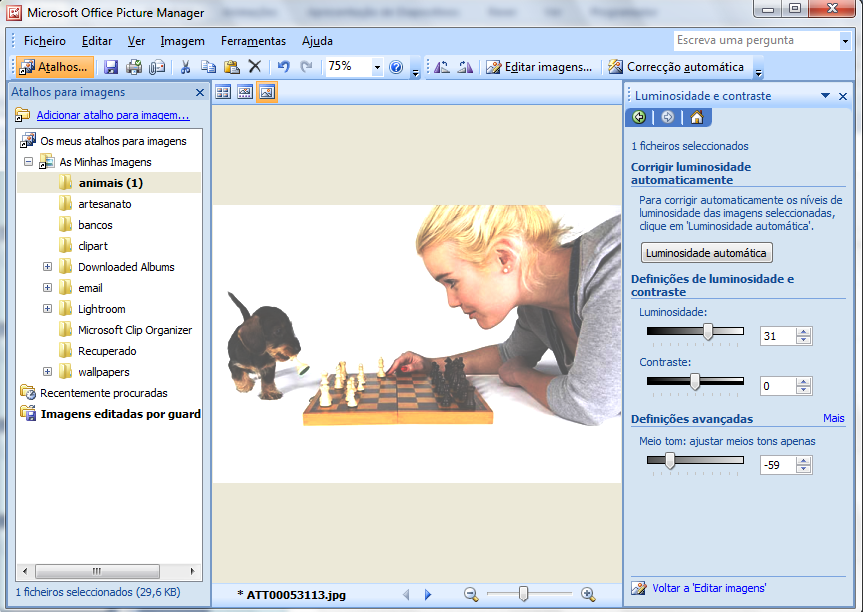 Microsoft Office Picture Manager
Ficheiro Editar Ver Imagem Ferramentas Ajuda
Escreva uma pergunta
Atalhos... 75% Editar imagens... Correcção automática
Atalhos para imagens
Adicionar atalho para imagem...
Os meus atalhos para imagens
As Minhas Imagens
animais (1)
artesanato
bancos
clipart
Downloaded Albums
email
Lightroom
Microsoft Clip Organizer
Recuperado
wallpapers
Recentemente procuradas
Imagens editadas por guard
1 ficheiros seleccionados (29,6 KB)
* ATT00053113.jpg
Luminosidade e contraste
1 ficheiros seleccionados
Corrigir luminosidade
automaticamente
Para corrigir automaticamente os níveis de
luminosidade das imagens seleccionadas,
clique em 'Luminosidade automática'.
Luminosidade automática
Definições de luminosidade e
contraste
Luminosidade:
31
Contraste:
0
Definições avançadas Mais
Meio tom: ajustar meios tons apenas
-59
Voltar a 'Editar imagens'